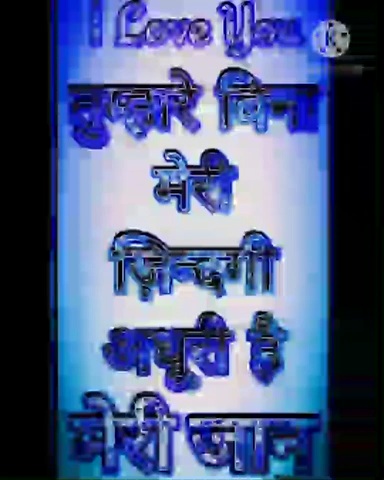 I Love You
तुम्हारे बिना
मेरी
ज़िन्दगी
अधूरी है
मेरी जान